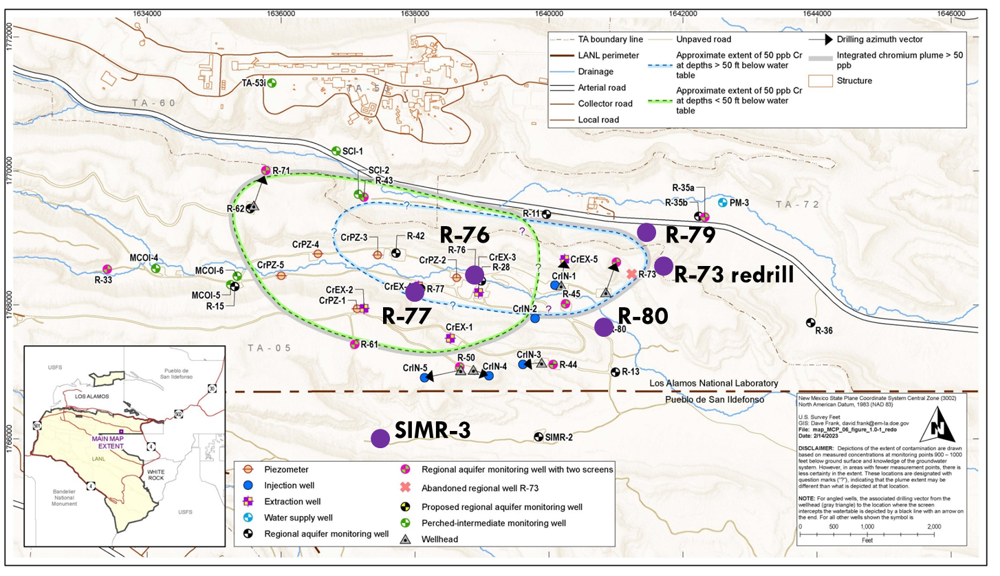 1634000
1636000
1638000
1640000
1642000
1644000
1646000
1772000
1770000
1768000
1766000
TA boundary line
LANL perimeter
Drainage
Arterial road
Collector road
Local road
Unpaved road
Approximate extent of 50 ppb Cr
at depths > 50 ft below water
table
Approximate extent of 50 ppb Cr
at depths < 50 ft below water
table
Drilling azimuth vector
Integrated chromium plume > 50
ppb
Structure
TA-53i
TA-53
TA-60
SCI-1
SCI-2
R-43
R-71
R-62
R-35a
R-35b
PM-3
TA-72
R-11
?
?
?
?
?
?
?
R-79
R-76
R-76
CrPZ-3
R-42
CrPZ-4
CrPZ-2
CrEX-3
R-28
CrEX-5
R-73
R-73 redrill
MCOI-4
R-33
MCOI-6
MCOI-5
R-15
CrPZ-5
CrIN-1
R-45
CrEX-
R-77
CrEX-2
CrPZ-1
R-77
CrIN-2
R-80
-80
R-36
CrEX-1
TA-05
R-61
R-50
CrIN-5
CrIN-4
CrIN-3
R-44
R-13
Los Alamos National Laboratory
Pueblo de San Ildefonso
SIMR-3
SIMR-2
USFS
Pueblo de
San Ildefonso
LOS ALAMOS
30
502
501
MAIN MAP
EXTENT
4
LANL
WHITE
ROCK
4
Bandelier
National
Monument
USFS
Piezometer
Injection well
Extraction well
Water supply well
Regional aquifer monitoring well
Regional aquifer monitoring well with two screens
Abandoned regional well R-73
Proposed regional aquifer monitoring well
Perched-intermediate monitoring well
Wellhead
New Mexico State Plane Coordinate System Central Zone (3002)
North American Datum, 1983 (NAD 83)
U.S. Survey Feet
GIS: Dave Frank, david.frank@em-la.doe.gov
File: map_MCP_06_figure_1.0-1_redo
Date: 2/14/2023
N
DISCLAIMER: Depictions of the extent of contamination are drawn
based on measured concentrations at monitoring points 900 – 1000
feet below ground surface and knowledge of the groundwater
system. However, in areas with fewer measurement points, there is
less certainty in the extent. These locations are designated with
question marks ("?"), indicating that the plume extent may be
different than what is depicted at that location.
NOTE: For angled wells, the associated drilling vector from the
wellhead (gray triangle) to the location where the screen
intercepts the watertable is depicted by a black line with an arrow on
the end. For all other wells shown the symbol is
0 500 1,000 2,000
Feet